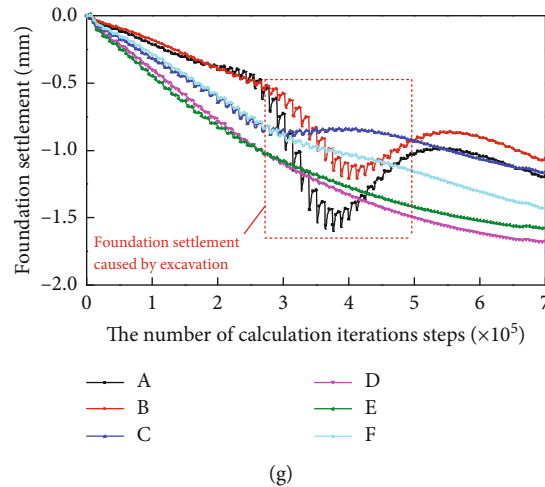 0.0
−0.5
−1.0
−1.5
−2.0
Foundation settlement (mm)
Foundation settlement
caused by excavation
0 1 2 3 4 5 6 7
The number of calculation iterions steps (×10⁵)
A D
B E
C F
(g)